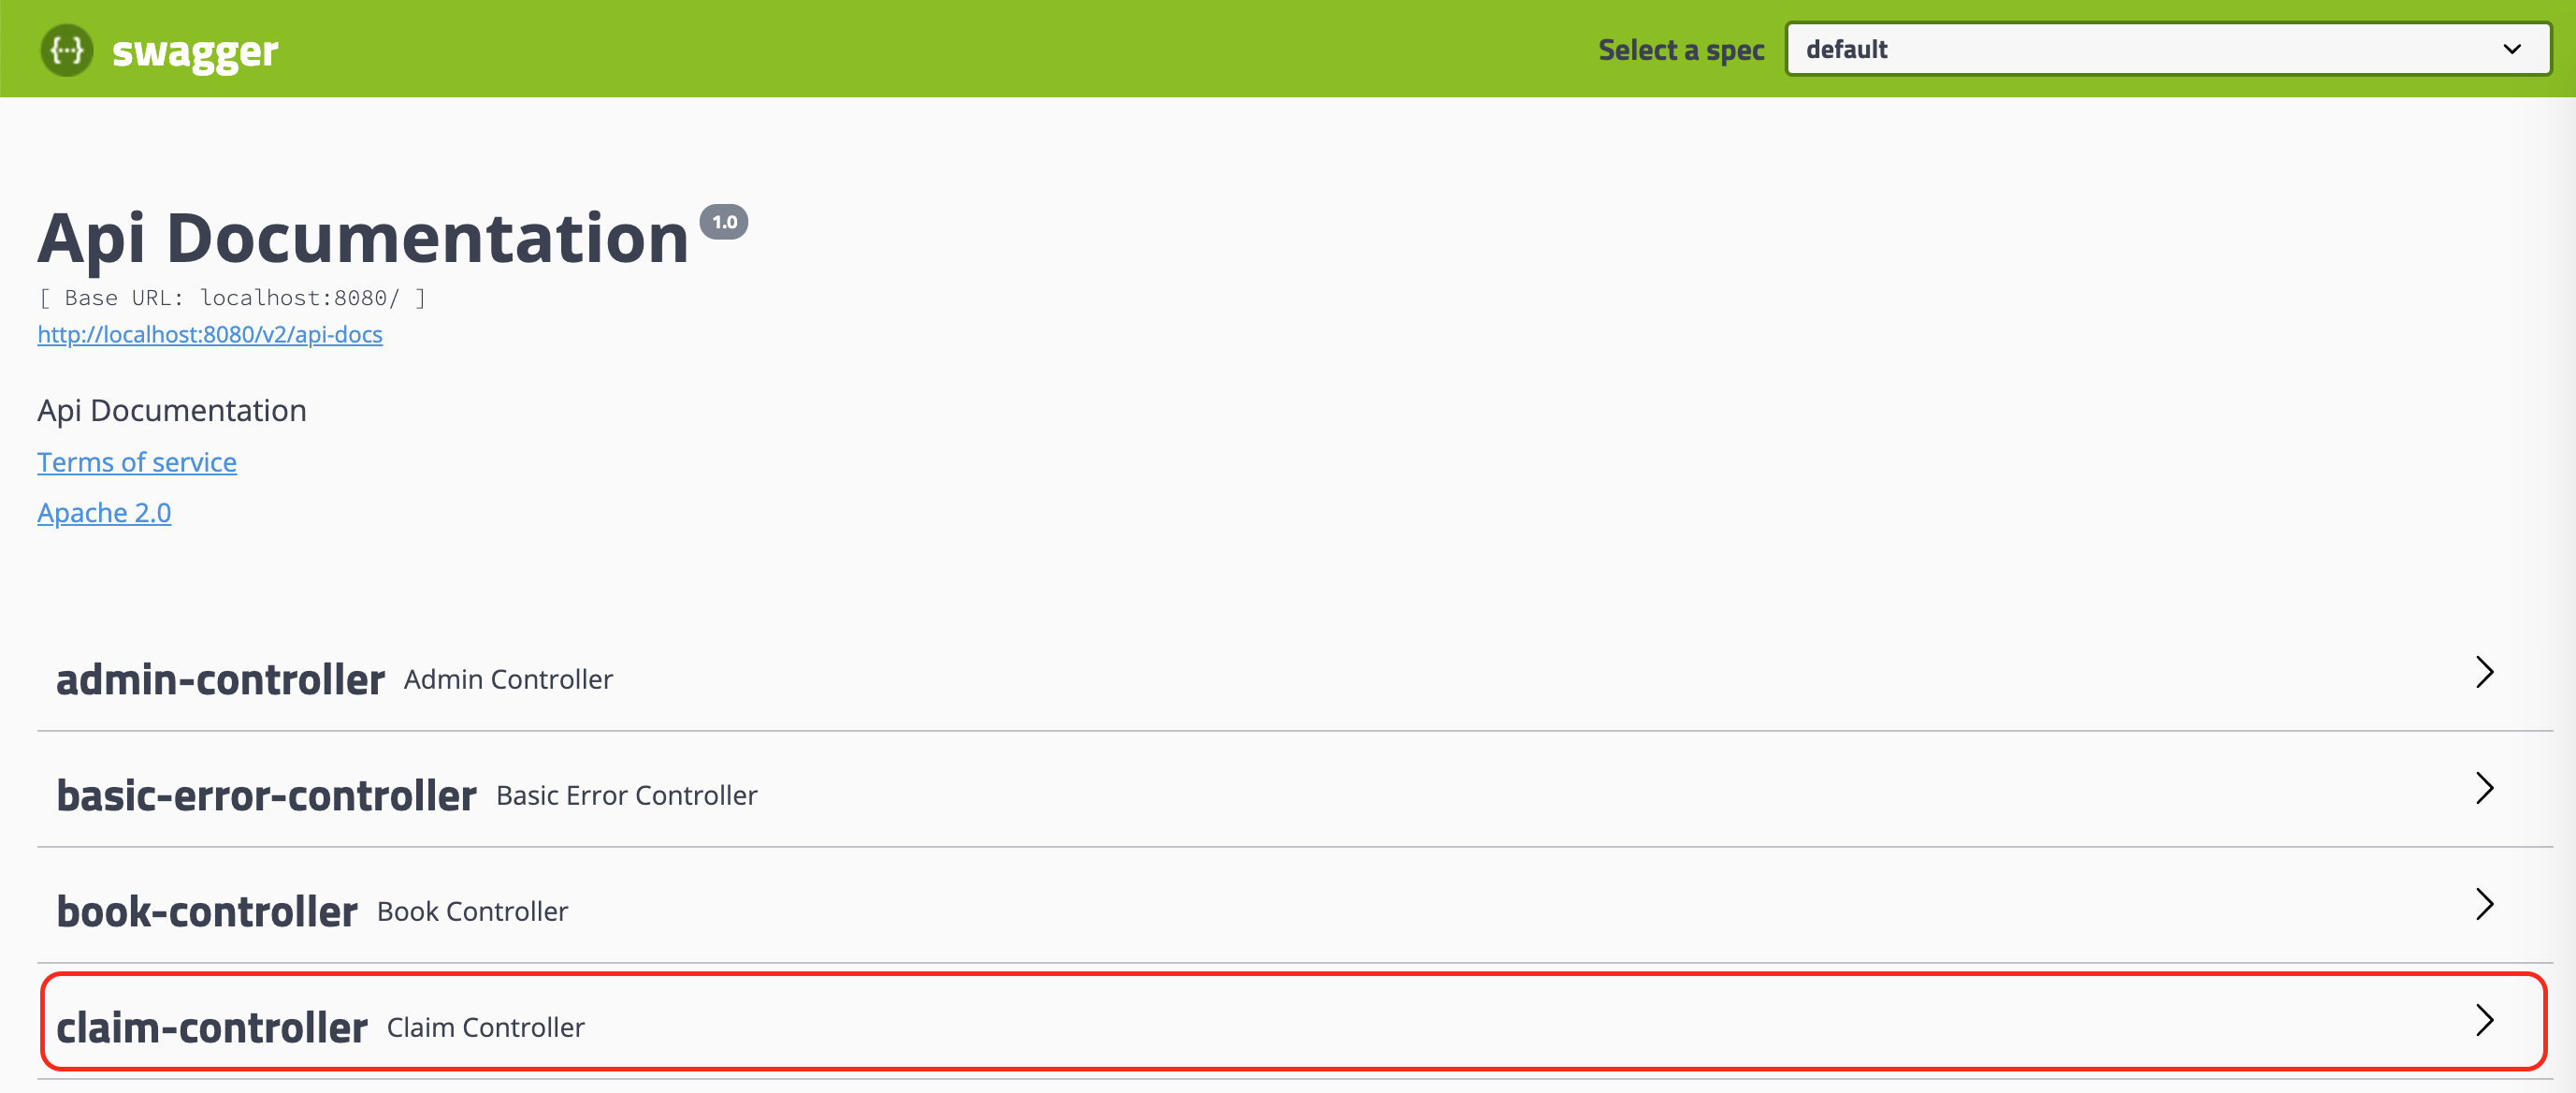 {···} swagger Select a spec default
Api Documentation 1.0
[ Base URL: localhost:8080/ ]
http://localhost:8080/v2/api-docs
Api Documentation
Terms of service
Apache 2.0
admin-controller Admin Controller
basic-error-controller Basic Error Controller
book-controller Book Controller
claim-controller Claim Controller